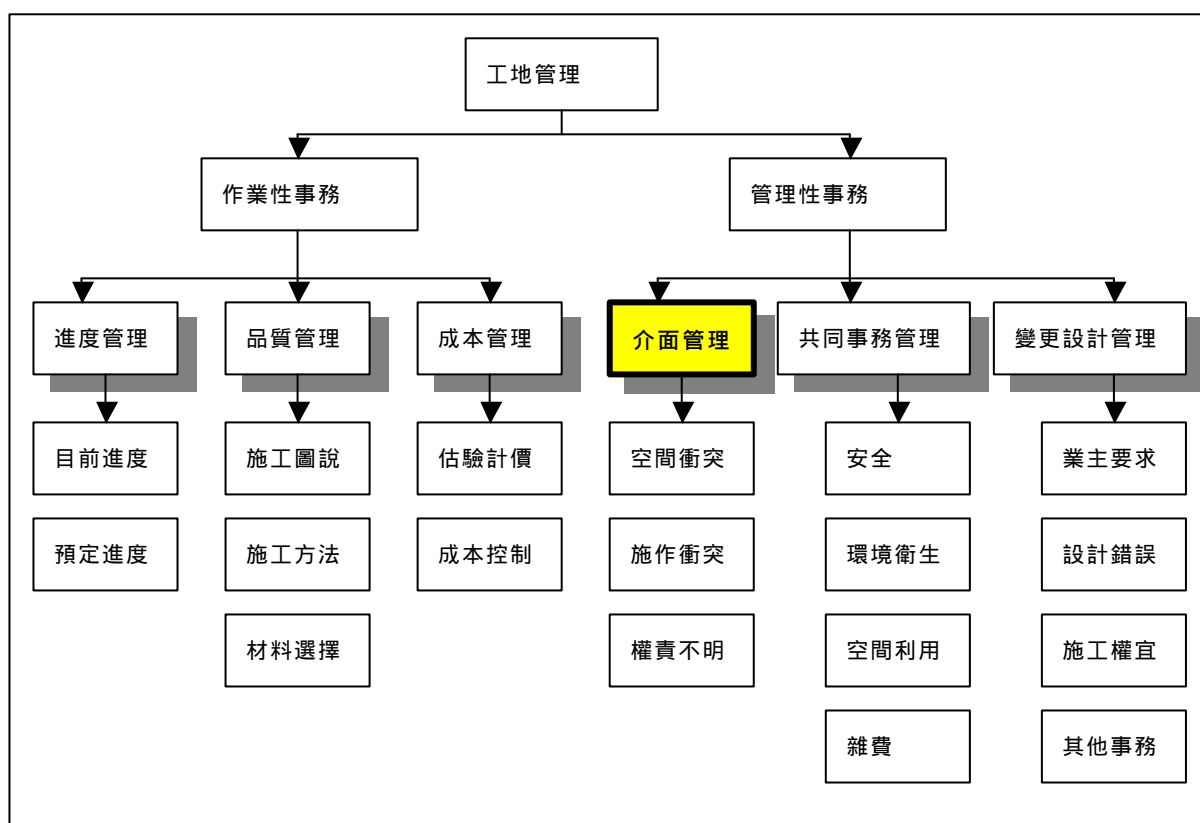 工地管理
作業性事務
管理性事務
進度管理
品質管理
成本管理
介面管理
共同事務管理
變更設計管理
目前進度
施工圖說
估驗計價
空間衝突
安全
業主要求
預定進度
施工方法
成本控制
施作衝突
環境衛生
設計錯誤
材料選擇
權責不明
空間利用
施工權宜
雜費
其他事務